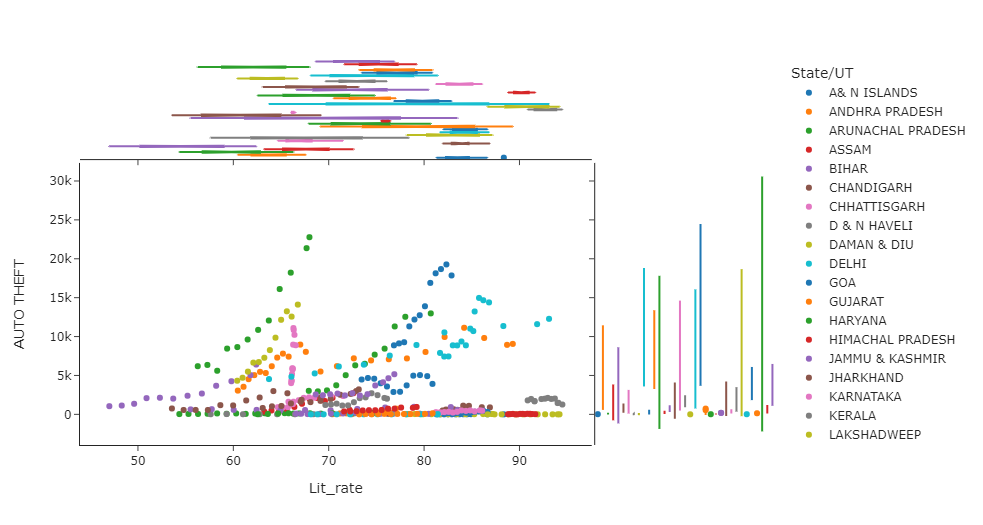 State/UT
A& N ISLANDS
ANDHRA PRADESH
ARUNACHAL PRADESH
ASSAM
BIHAR
CHANDIGARH
CHHATTISGARH
D & N HAVELI
DAMAN & DIU
DELHI
GOA
GUJARAT
HARYANA
HIMACHAL PRADESH
JAMMU & KASHMIR
JHARKHAND
KARNATAKA
KERALA
LAKSHADWEEP
AUTO THEFT
30k
25k
20k
15k
10k
5k
0
50 60 70 80 90
Lit_rate